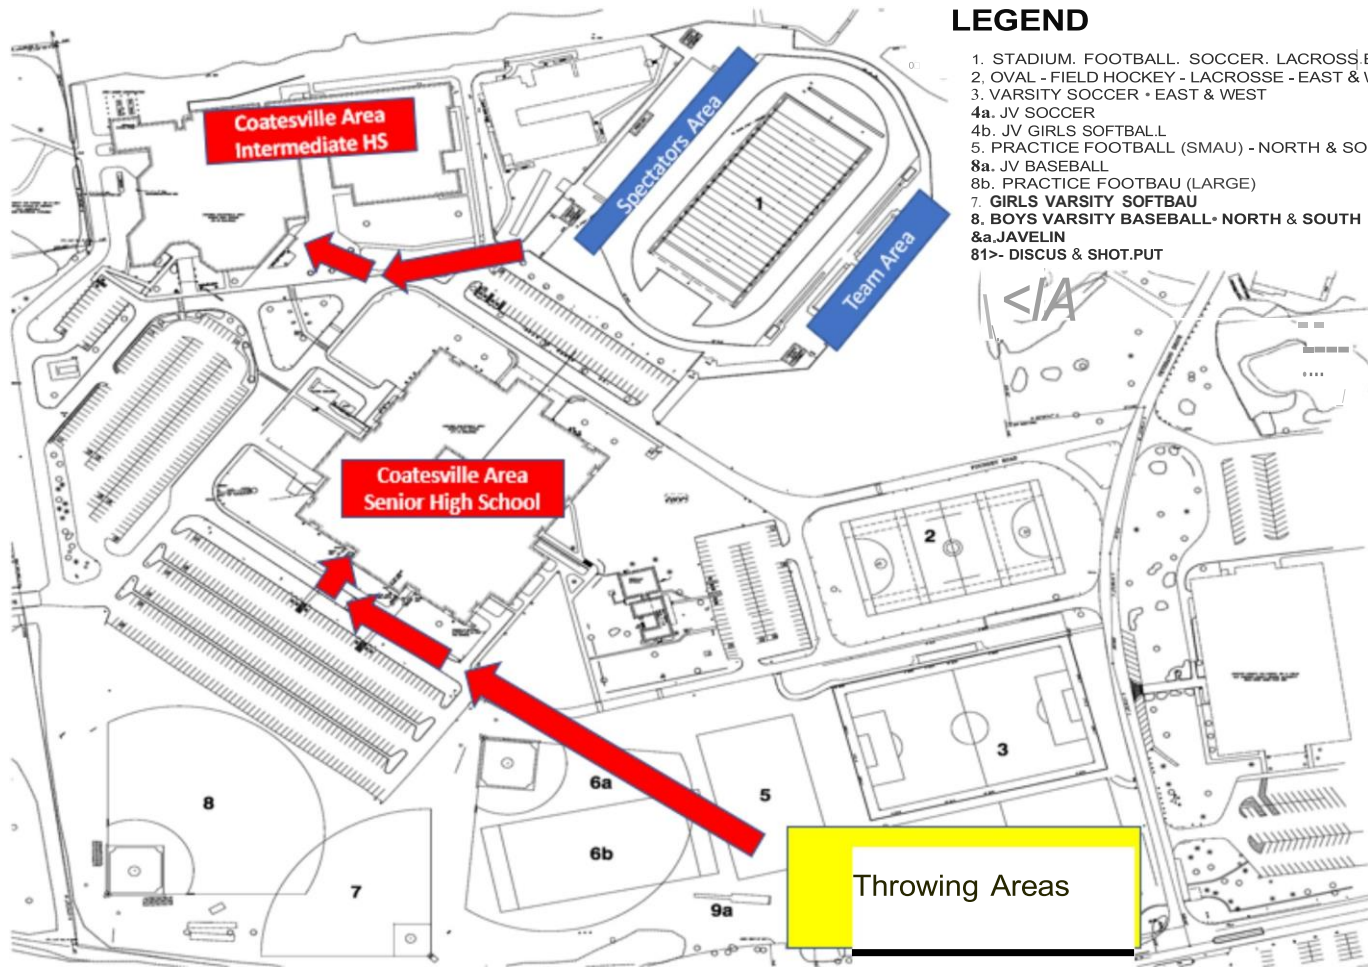 LEGEND
1. STADIUM. FOOTBALL. SOCCER. LACROSS.E
2, OVAL - FIELD HOCKEY - LACROSSE - EAST & W
3. VARSITY SOCCER • EAST & WEST
4a. JV SOCCER
4b. JV GIRLS SOFTBAL.L
5. PRACTICE FOOTBALL (SMAU) - NORTH & SO
8a. JV BASEBALL
8b. PRACTICE FOOTBAU (LARGE)
7. GIRLS VARSITY SOFTBAU
8. BOYS VARSITY BASEBALL• NORTH & SOUTH
&a,JAVELIN
81>- DISCUS & SHOT.PUT
<IA
Coatesville Area
Intermediate HS
Spectators Area
1
Team Area
Coatesville Area
Senior High School
2
3
5
6a
6b
8
7
9a
Throwing Areas